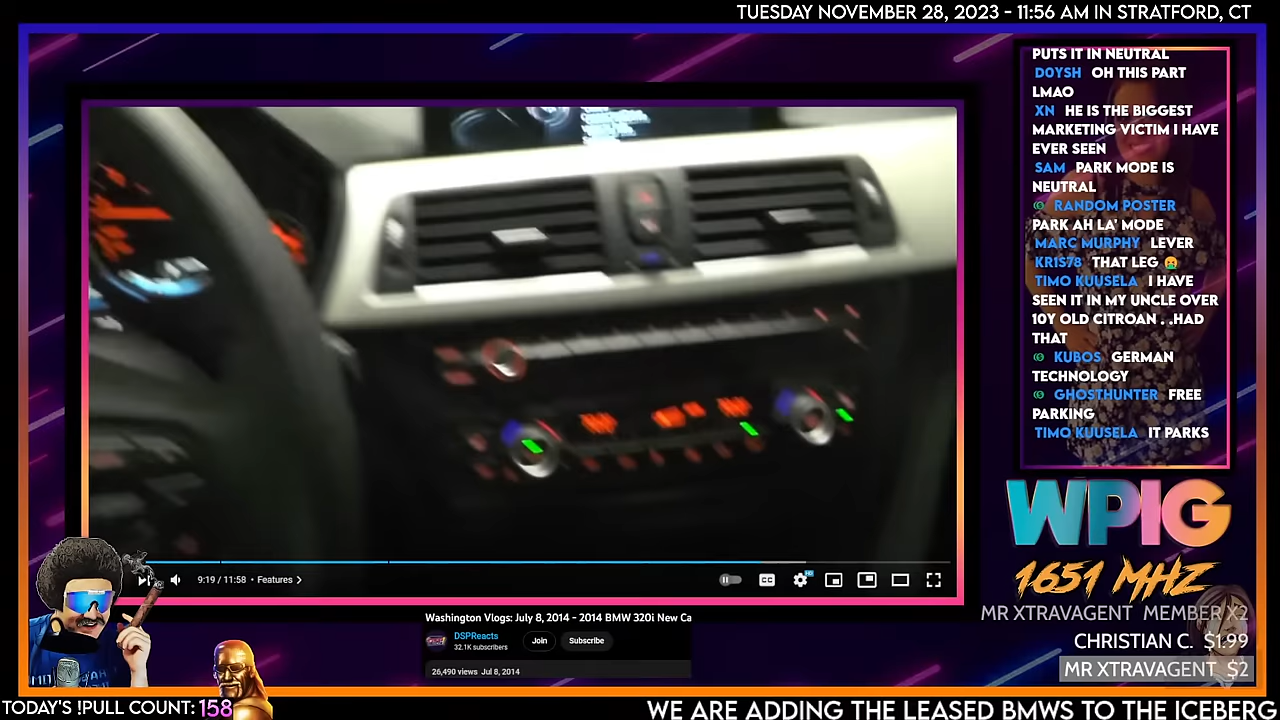 TUESDAY NOVEMBER 28, 2023 - 11:56 AM IN STRATFORD, CT
PUTS IT IN NEUTRAL
D0YSH OH THIS PART
LMAO
XN HE IS THE BIGGEST
MARKETING VICTIM I HAVE
EVER SEEN
SAM PARK MODE IS
NEUTRAL
RANDOM POSTER
PARK AH LA' MODE
MARC MURPHY LEVER
KR1S78 THAT LEG 🤮
TIMO KUUSELA I HAVE
SEEN IT IN MY UNCLE OVER
10Y OLD CITROAN . .HAD
THAT
KUBOS GERMAN
TECHNOLOGY
GHOSTHUNTER FREE
PARKING
TIMO KUUSELA IT PARKS
WPIG
1651 MHZ
MR XTRAVAGENT MEMBER X2
CHRISTIAN C. $1.99
MR XTRAVAGENT $2
9:19 / 11:58 • Features >
CC
HD
Washington Vlogs: July 8, 2014 - 2014 BMW 320i New Ca
DSPReacts
32.1K subscribers
Join
Subscribe
26,490 views Jul 8, 2014
TODAY'S !PULL COUNT: 158
WE ARE ADDING THE LEASED BMWS TO THE ICEBERG